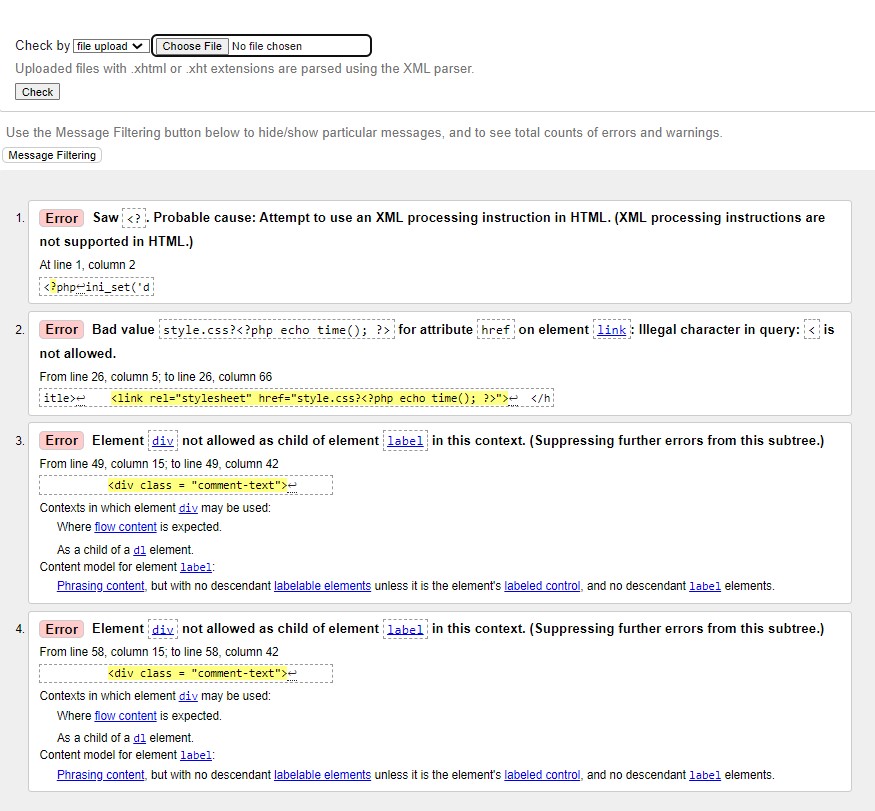 Check by file upload Choose File No file chosen
Uploaded files with .xhtml or .xht extensions are parsed using the XML parser.
Check
Use the Message Filtering button below to hide/show particular messages, and to see total counts of errors and warnings.
Message Filtering
1. Error Saw <?. Probable cause: Attempt to use an XML processing instruction in HTML. (XML processing instructions are
not supported in HTML.)
At line 1, column 2
<?php↩ini_set('d
2. Error Bad value style.css?<?php echo time(); ?> for attribute href on element link: Illegal character in query: < is
not allowed.
From line 26, column 5; to line 26, column 66
itle>↩ <link rel="stylesheet" href="style.css?<?php echo time(); ?>">↩ </h
3. Error Element div not allowed as child of element label in this context. (Suppressing further errors from this subtree.)
From line 49, column 15; to line 49, column 42
<div class = "comment-text">↩
Contexts in which element div may be used:
Where flow content is expected.
As a child of a dl element.
Content model for element label:
Phrasing content, but with no descendant labelable elements unless it is the element's labeled control, and no descendant label elements.
4. Error Element div not allowed as child of element label in this context. (Suppressing further errors from this subtree.)
From line 58, column 15; to line 58, column 42
<div class = "comment-text">↩
Contexts in which element div may be used:
Where flow content is expected.
As a child of a dl element.
Content model for element label:
Phrasing content, but with no descendant labelable elements unless it is the element's labeled control, and no descendant label elements.